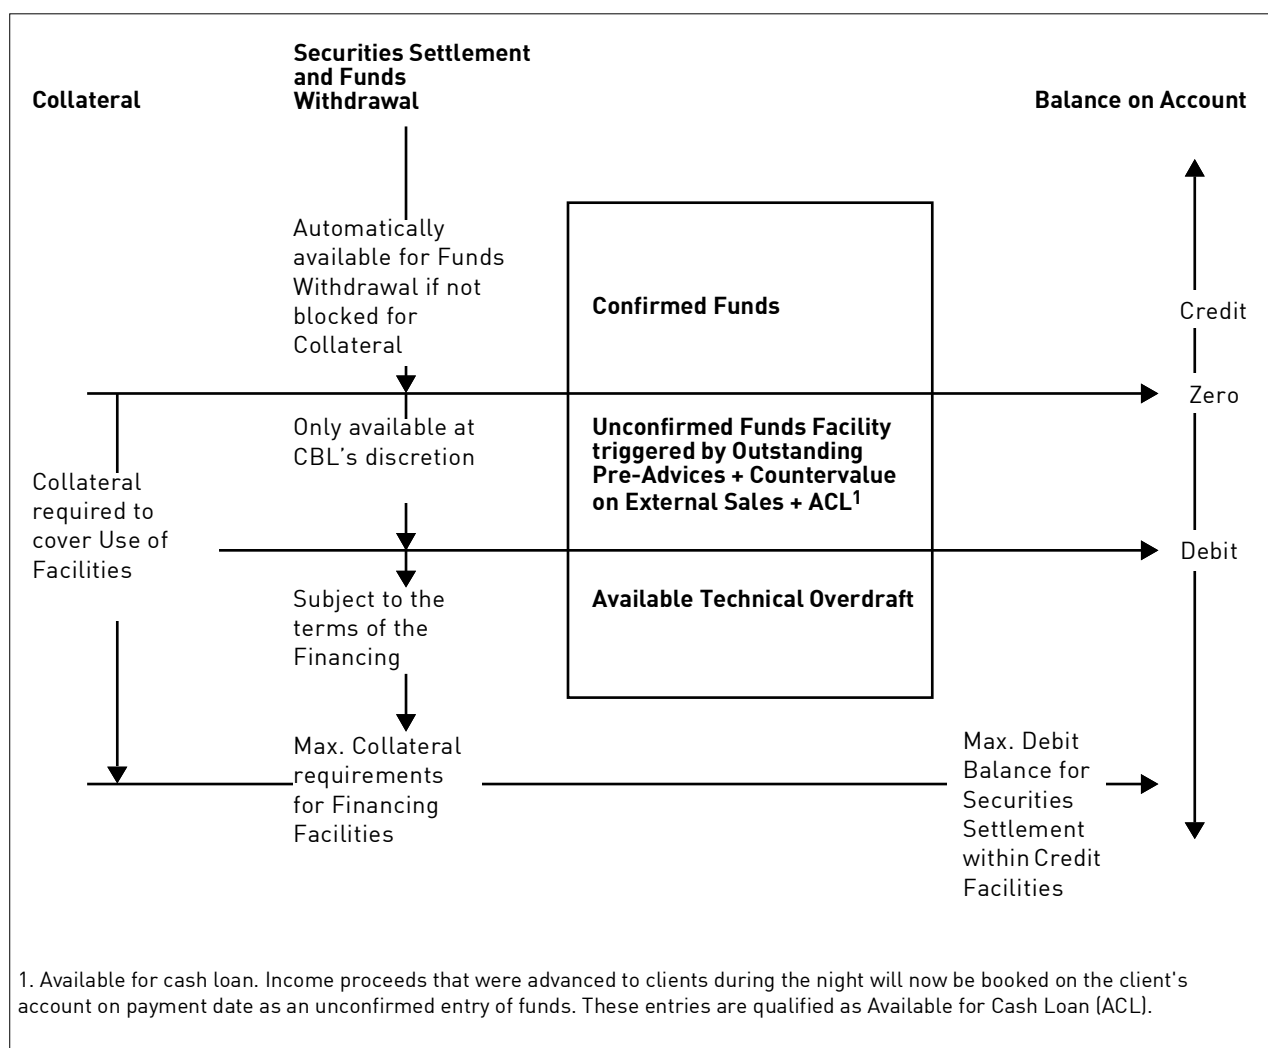 Securities Settlement
and Funds
Withdrawal
Collateral
Balance on Account
Automatically
available for Funds
Withdrawal if not
blocked for
Collateral
Confirmed Funds
Credit
Zero
Only available at
CBL's discretion
Unconfirmed Funds Facility
triggered by Outstanding
Pre-Advices + Countervalue
on External Sales + ACL1
Collateral
required to
cover Use of
Facilities
Debit
Subject to the
terms of the
Financing
Available Technical Overdraft
Max. Collateral
requirements
for Financing
Facilities
Max. Debit
Balance for
Securities
Settlement
within Credit
Facilities
1. Available for cash loan. Income proceeds that were advanced to clients during the night will now be booked on the client's
account on payment date as an unconfirmed entry of funds. These entries are qualified as Available for Cash Loan (ACL).